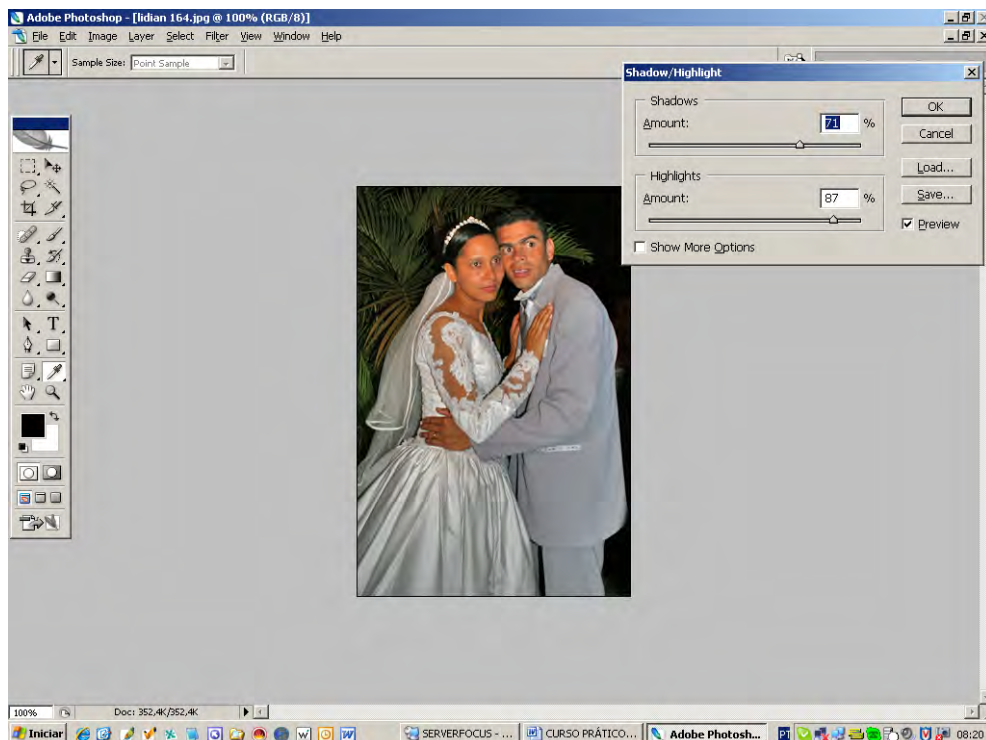 Adobe Photoshop - [lidian 164.jpg @ 100% (RGB/8)]
File Edit Image Layer Select Filter View Window Help
Sample Size: Point Sample
Shadow/Highlight
Shadows
Amount: 71 %
Highlights
Amount: 87 %
Show More Options
OK
Cancel
Load...
Save...
Preview
T
100% Doc: 352,4K/352,4K
Iniciar SERVERFOCUS - ... CURSO PRÁTICO... Adobe Photosh... PT 08:20